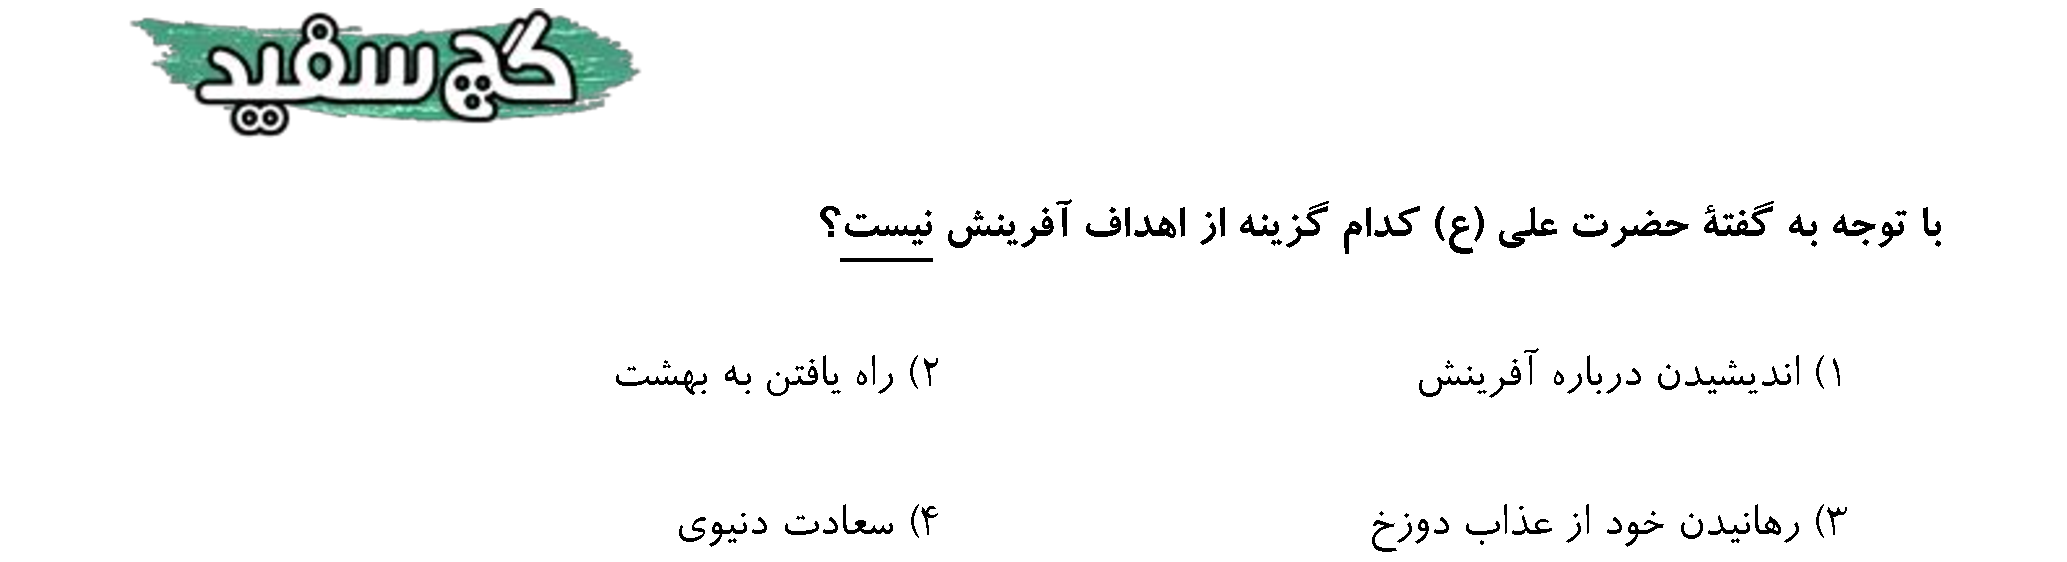 گچ سفید
با توجه به گفتهٔ حضرت علی (ع) کدام گزینه از اهداف آفرینش نیست؟
۱) اندیشیدن درباره آفرینش
۲) راه یافتن به بهشت
۳) رهانیدن خود از عذاب دوزخ
۴) سعادت دنیوی